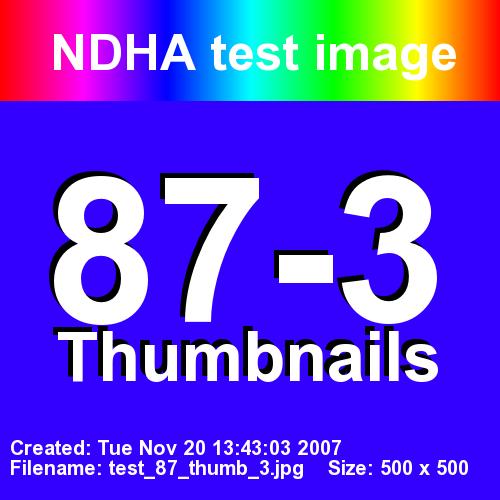 NDHA test image
87-3
Thumbnails
Created: Tue Nov 20 13:43:03 2007
Filename: test_87_thumb_3.jpg Size: 500 x 500